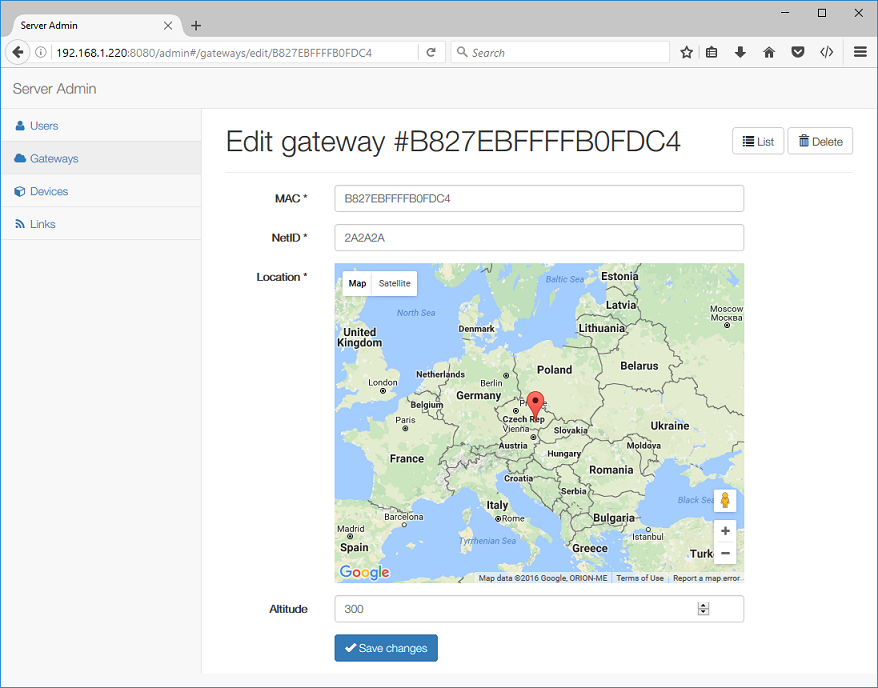 Server Admin
192.168.1.220:8080/admin#/gateways/edit/B827EBFFFFB0FDC4
Search
Server Admin
Users
Gateways
Devices
Links
Edit gateway #B827EBFFFFB0FDC4
List
Delete
MAC *
B827EBFFFFB0FDC4
NetID *
2A2A2A
Location *
Map
Satellite
Baltic Sea
Estonia
North Sea
Latvia
Moscow
Москва
Denmark
Lithuania
United
Kingdom
Belarus
Poland
Netherlands
London
Berlin
Germany
Belgium
Czech Rep
Paris
Ukraine
Vienna
Slovakia
Austria
Moldova
France
Hungary
Romania
Croatia
Serbia
Black Sea
Italy
Barcelona
Rome
Bulgaria
Madrid
Istanbul
Tyrrhenian Sea
Spain
Greece
Turk
Google
Map data ©2016 Google, ORION-ME
Terms of Use
Report a map error
Altitude
300
Save changes